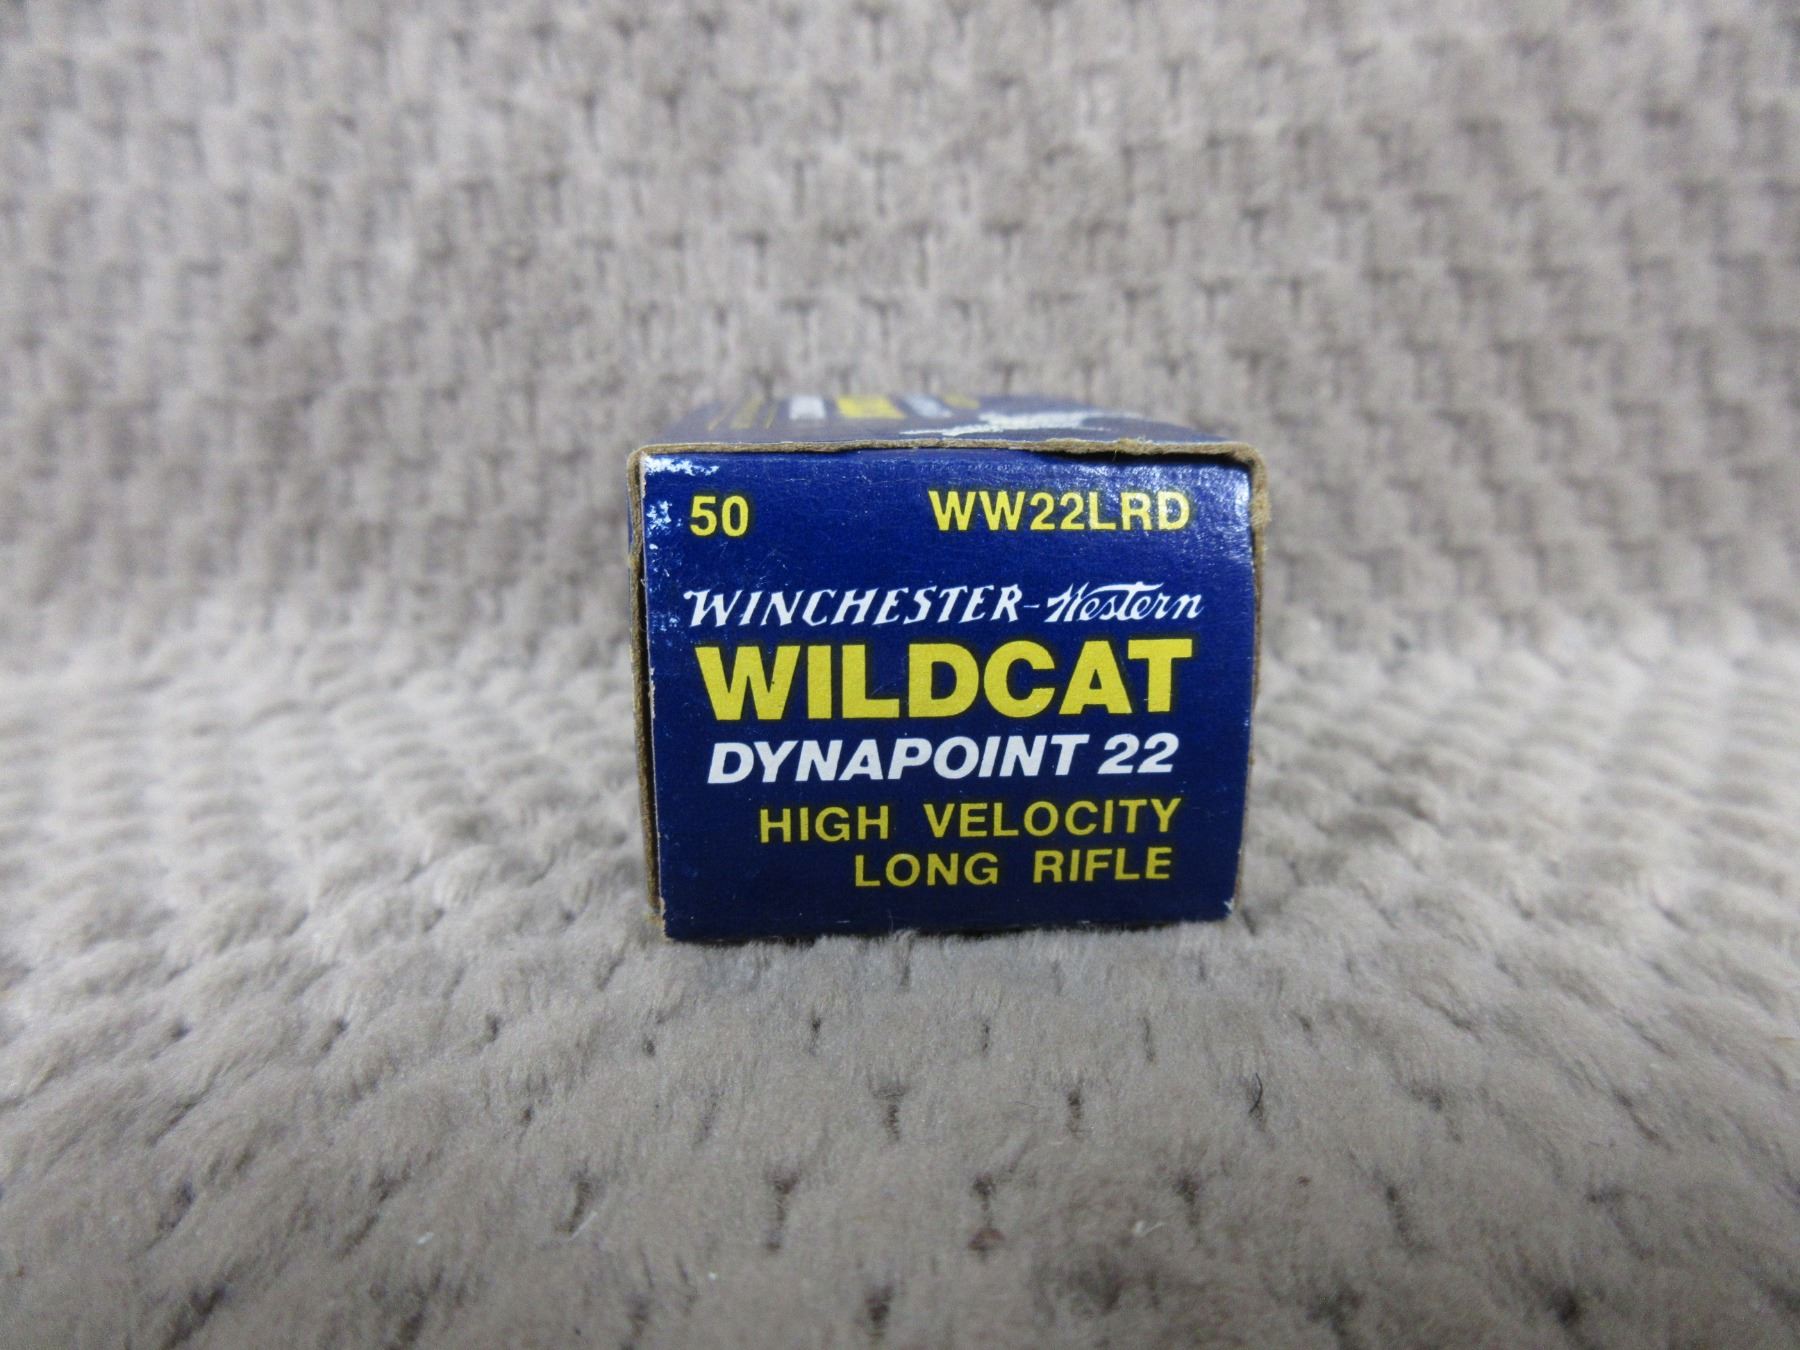 50 WW22LRD
WINCHESTER-Western
WILDCAT
DYNAPOINT 22
HIGH VELOCITY
LONG RIFLE